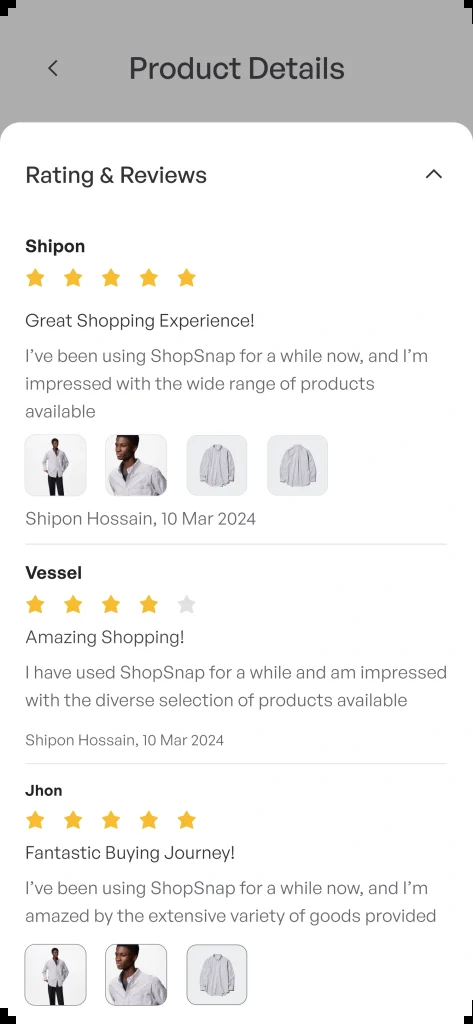 Product Details
Rating & Reviews
Shipon
Great Shopping Experience!
I’ve been using ShopSnap for a while now, and I’m
impressed with the wide range of products
available
Shipon Hossain, 10 Mar 2024
Vessel
Amazing Shopping!
I have used ShopSnap for a while and am impressed
with the diverse selection of products available
Shipon Hossain, 10 Mar 2024
Jhon
Fantastic Buying Journey!
I’ve been using ShopSnap for a while now, and I’m
amazed by the extensive variety of goods provided